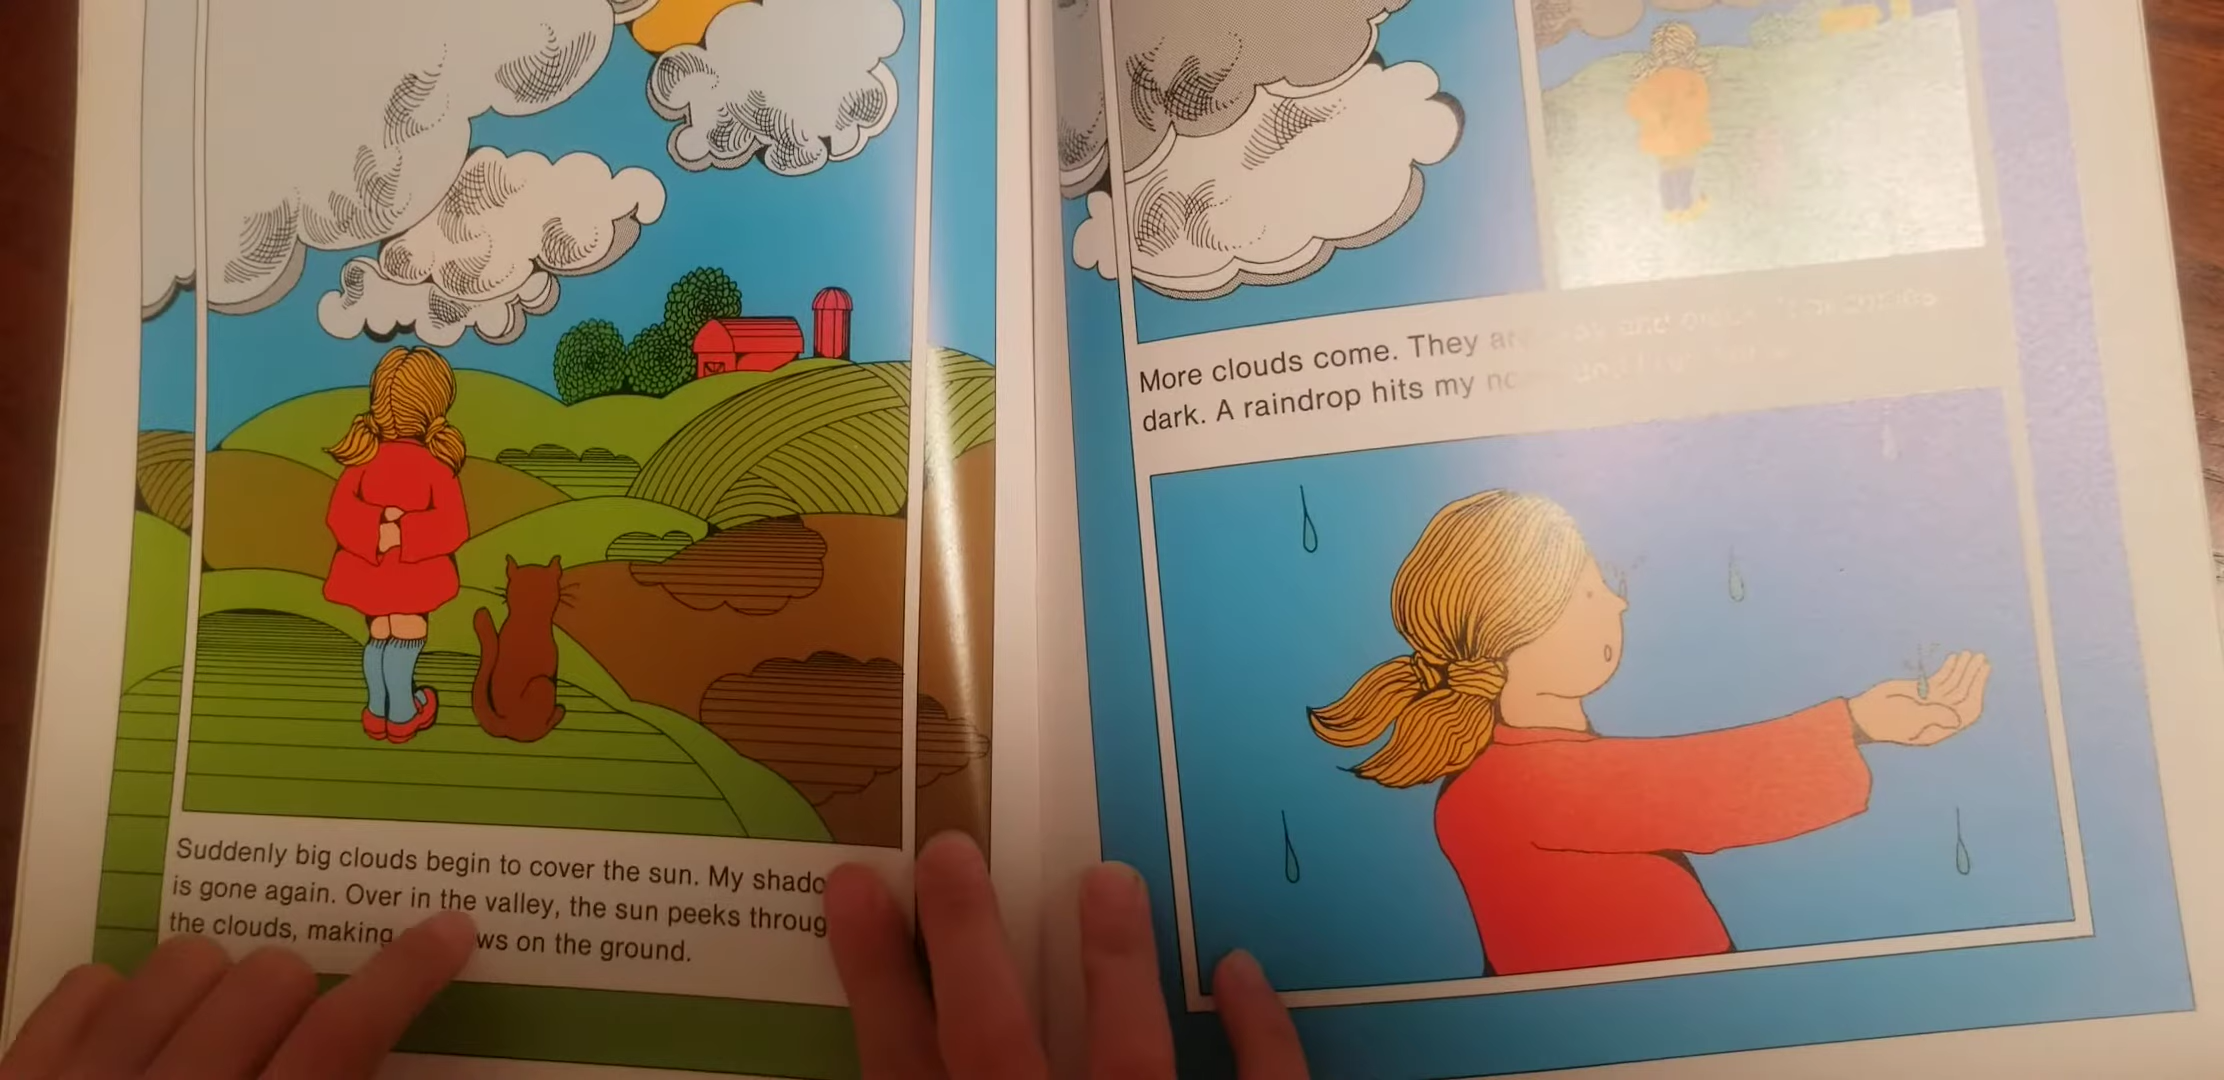 Suddenly big clouds begin to cover the sun. My shado
is gone again. Over in the valley, the sun peeks throug
the clouds, making ws on the ground.
More clouds come. They and
dark. A raindrop hits my